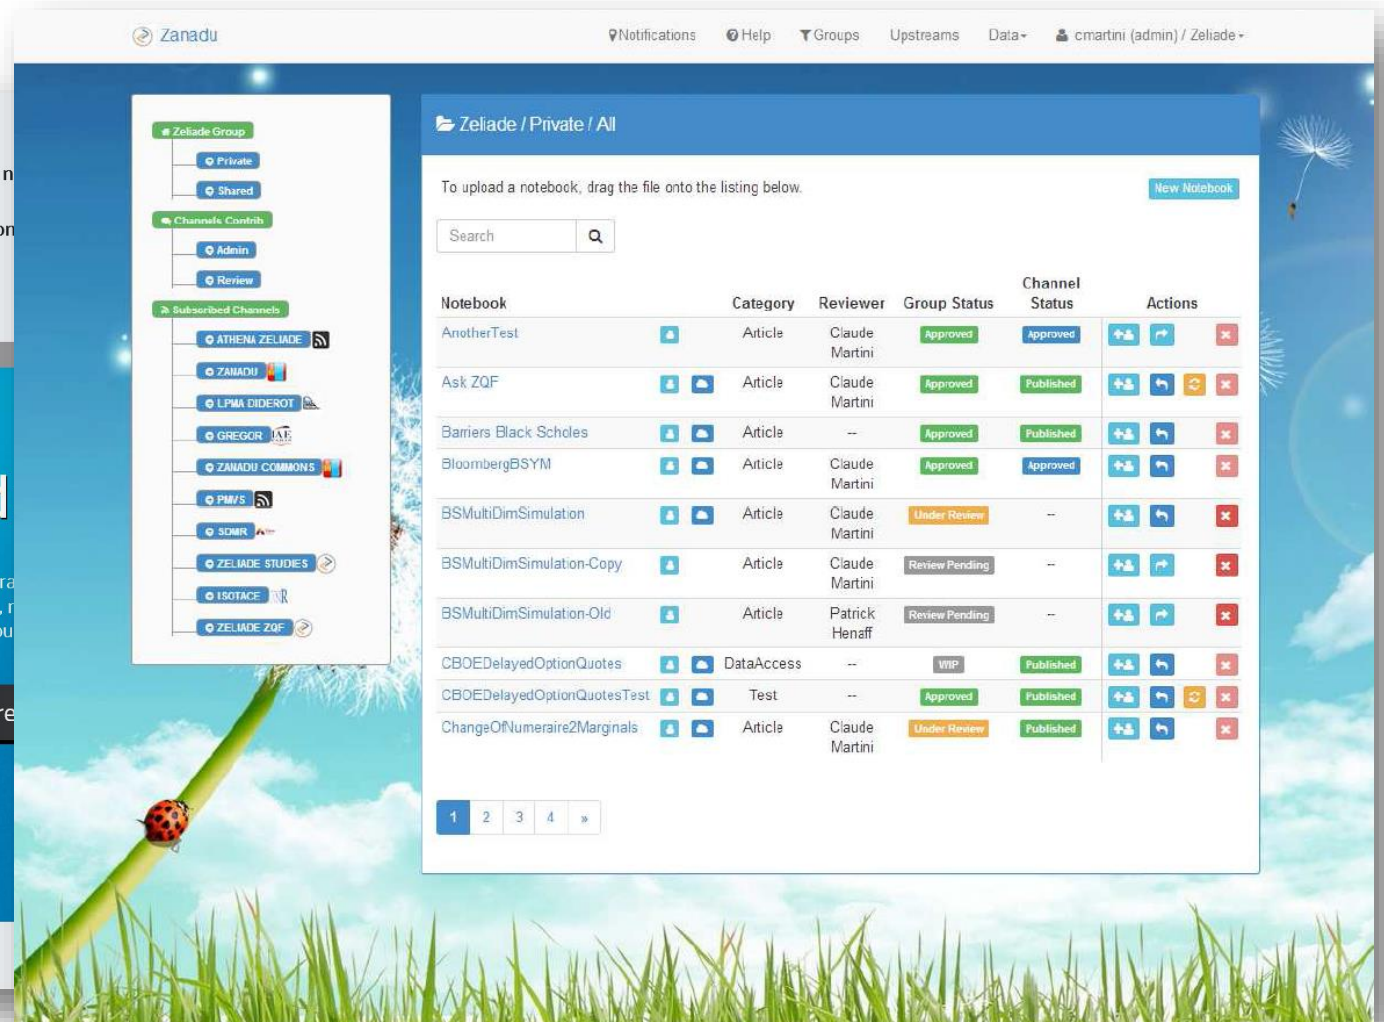 Zanadu
Notifications Help Groups Upstreams Data cmartini (admin) / Zeliade
Zeliade Group
Private
Shared
Channels Contrib
Admin
Review
Subscribed Channels
ATHENA ZELIADE
ZANADU
LPMA DIDEROT
GREGOR IAE
ZANADU COMMONS
PMVS
SDMR
ZELIADE STUDIES
ISOTACE
ZELIADE ZQF
Zeliade / Private / All
To upload a notebook, drag the file onto the listing below. New Notebook
Search
Notebook Category Reviewer Group Status Channel Status Actions
AnotherTest Article Claude Martini Approved Approved
Ask ZQF Article Claude Martini Approved Published
Barriers Black Scholes Article -- Approved Published
BloombergBSYM Article Claude Martini Approved Approved
BSMultiDimSimulation Article Claude Martini Under Review --
BSMultiDimSimulation-Copy Article Claude Martini Review Pending --
BSMultiDimSimulation-Old Article Patrick Henaff Review Pending --
CBOEDelayedOptionQuotes DataAccess -- WIP Published
CBOEDelayedOptionQuotesTest Test -- Approved Published
ChangeOfNumeraire2Marginals Article Claude Martini Under Review Published
1 2 3 4 »